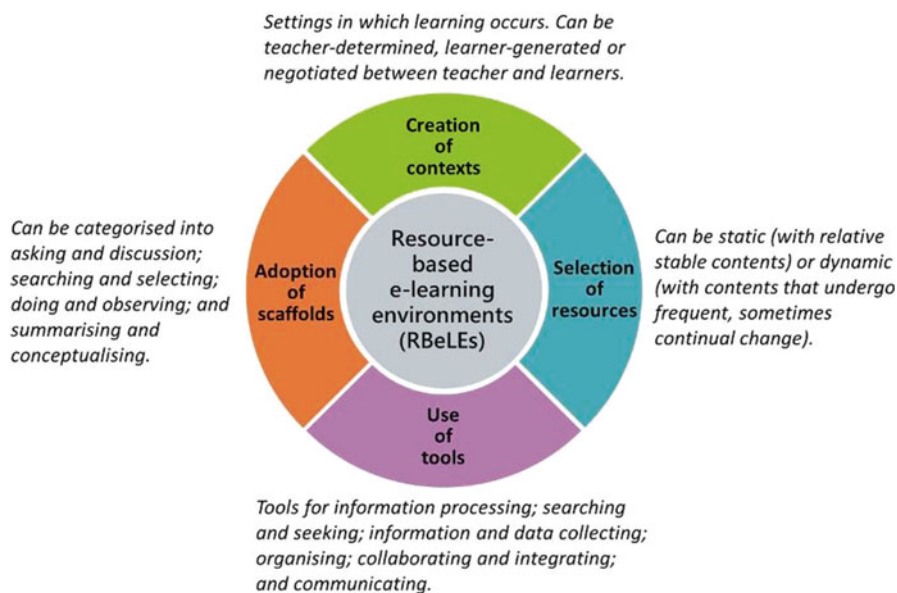 Settings in which learning occurs. Can be
teacher-determined, learner-generated or
negotiated between teacher and learners.
Creation
of
contexts
Can be categorised into
asking and discussion;
searching and selecting;
doing and observing; and
summarising and
conceptualising.
Adoption
of
scaffolds
Resource-
based
e-learning
environments
(RBeLEs)
Selection
of
resources
Can be static (with relative
stable contents) or dynamic
(with contents that undergo
frequent, sometimes
continual change).
Use
of
tools
Tools for information processing; searching
and seeking; information and data collecting;
organising; collaborating and integrating;
and communicating.